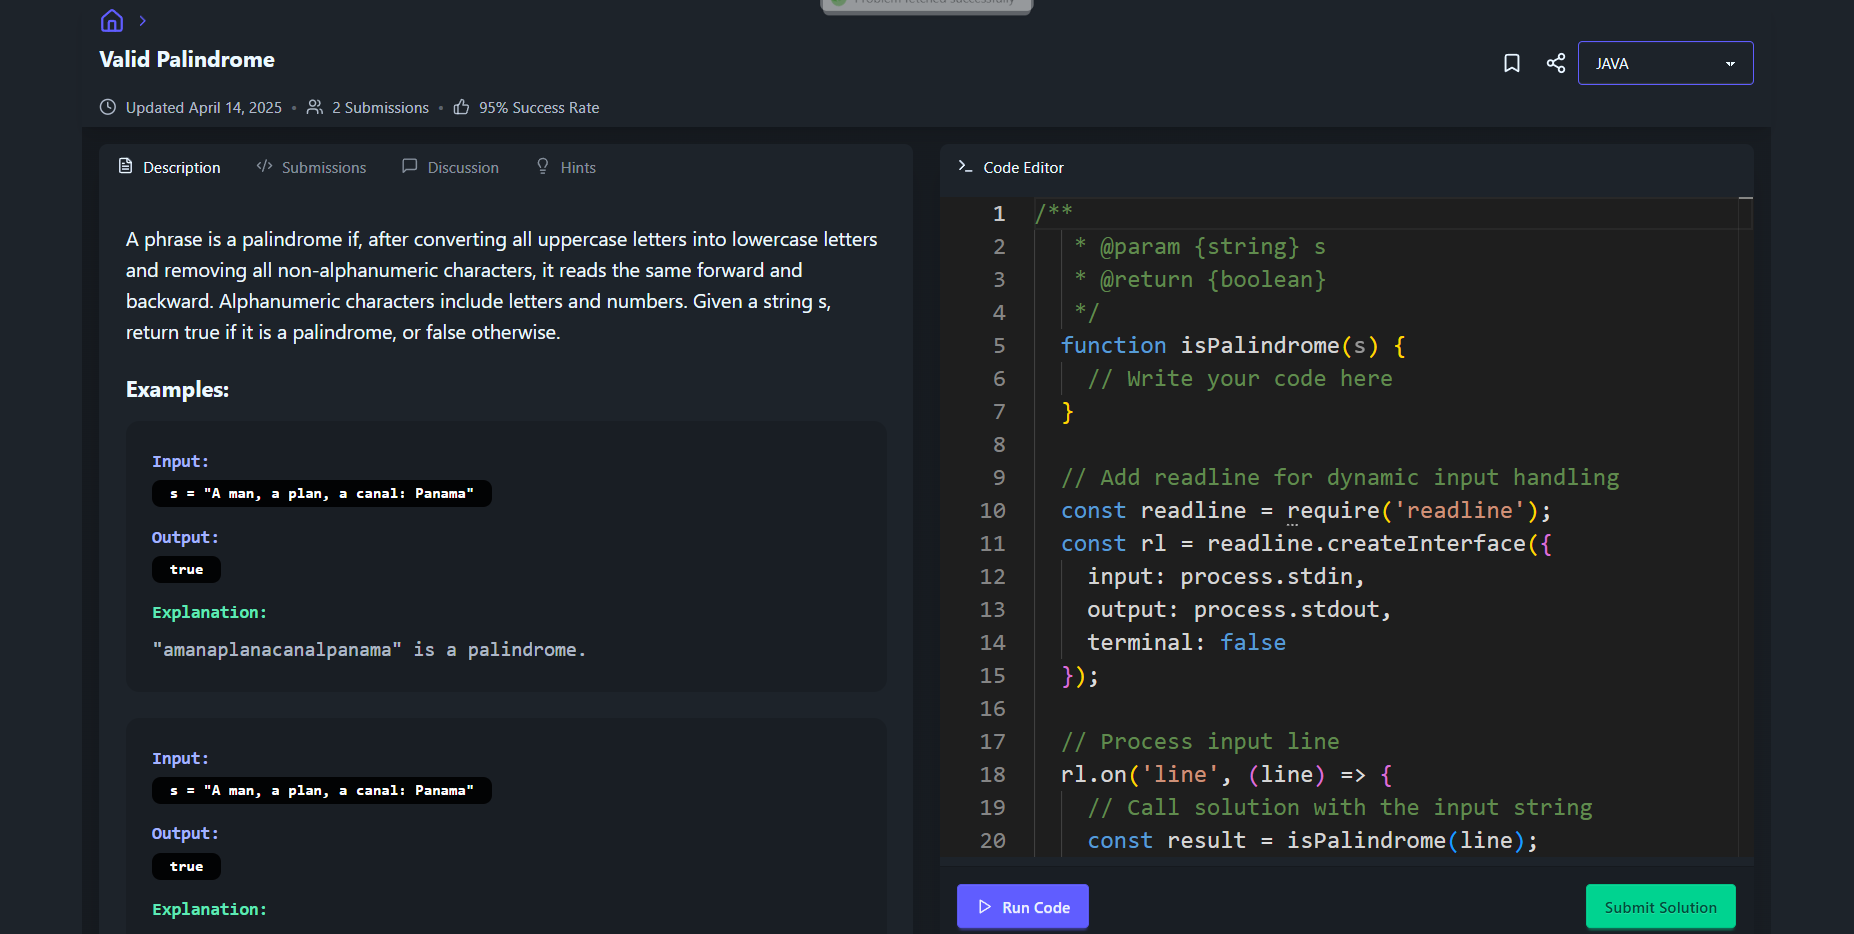 Problem fetched successfully
Valid Palindrome
JAVA
Updated April 14, 2025 • 2 Submissions • 95% Success Rate
Description
Submissions
Discussion
Hints
A phrase is a palindrome if, after converting all uppercase letters into lowercase letters
and removing all non-alphanumeric characters, it reads the same forward and
backward. Alphanumeric characters include letters and numbers. Given a string s,
return true if it is a palindrome, or false otherwise.
Examples:
Input:
s = "A man, a plan, a canal: Panama"
Output:
true
Explanation:
"amanaplanacanalpanama" is a palindrome.
Input:
s = "A man, a plan, a canal: Panama"
Output:
true
Explanation:
Code Editor
1 /**
2 * @param {string} s
3 * @return {boolean}
4 */
5 function isPalindrome(s) {
6 // Write your code here
7 }
8
9 // Add readline for dynamic input handling
10 const readline = require('readline');
11 const rl = readline.createInterface({
12 input: process.stdin,
13 output: process.stdout,
14 terminal: false
15 });
16
17 // Process input line
18 rl.on('line', (line) => {
19 // Call solution with the input string
20 const result = isPalindrome(line);
Run Code
Submit Solution